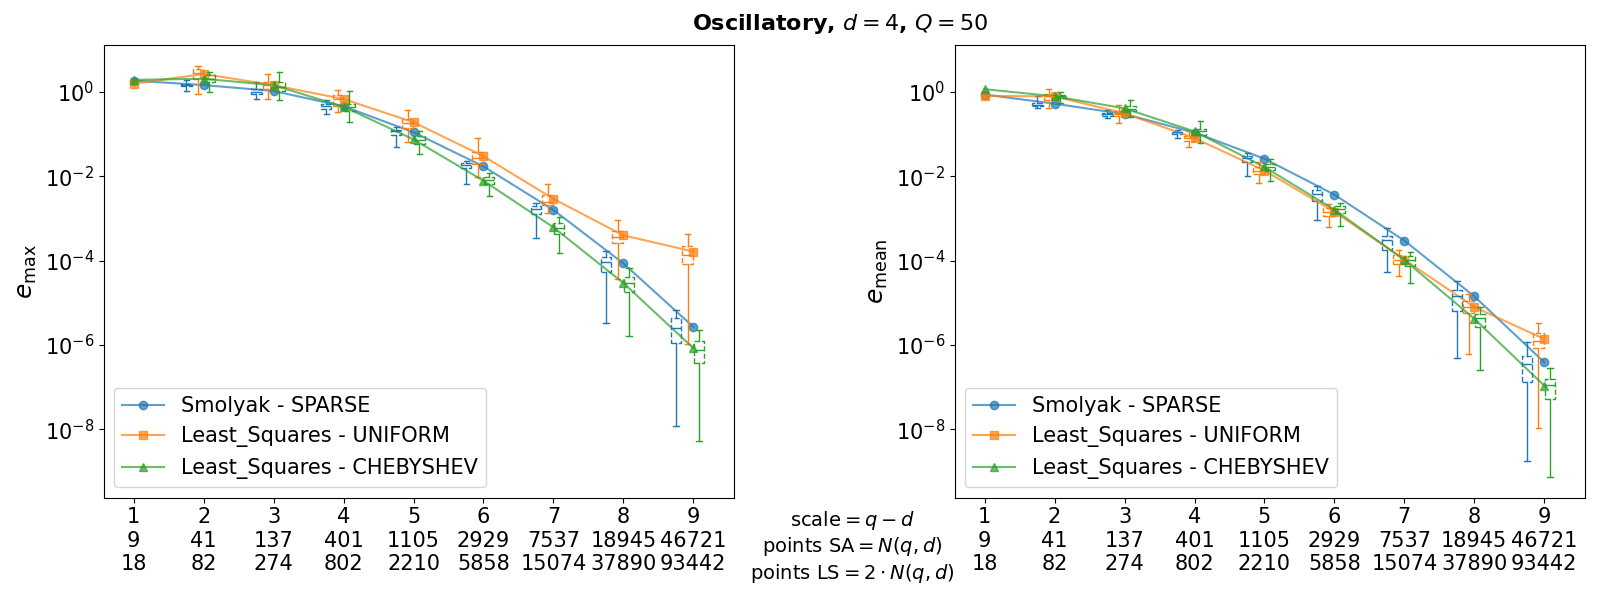 Oscillatory, d = 4, Q = 50
e_max
10^0
10^−2
10^−4
10^−6
10^−8
Smolyak - SPARSE
Least_Squares - UNIFORM
Least_Squares - CHEBYSHEV
1 2 3 4 5 6 7 8 9
9 41 137 401 1105 2929 7537 18945 46721
18 82 274 802 2210 5858 15074 37890 93442
scale = q − d
points SA = N(q, d)
points LS = 2 · N(q, d)
e_mean
10^0
10^−2
10^−4
10^−6
10^−8
Smolyak - SPARSE
Least_Squares - UNIFORM
Least_Squares - CHEBYSHEV
1 2 3 4 5 6 7 8 9
9 41 137 401 1105 2929 7537 18945 46721
18 82 274 802 2210 5858 15074 37890 93442